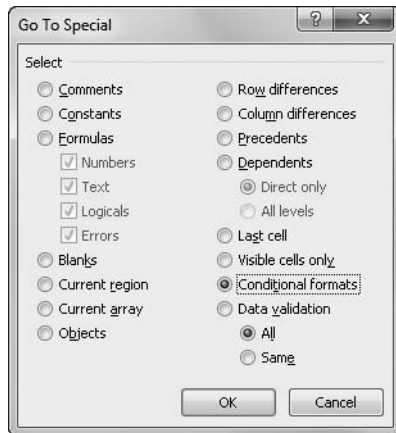 Go To Special
Select
Comments
Constants
Formulas
Numbers
Text
Logicals
Errors
Blanks
Current region
Current array
Objects
Row differences
Column differences
Precedents
Dependents
Direct only
All levels
Last cell
Visible cells only
Conditional formats
Data validation
All
Same
OK
Cancel